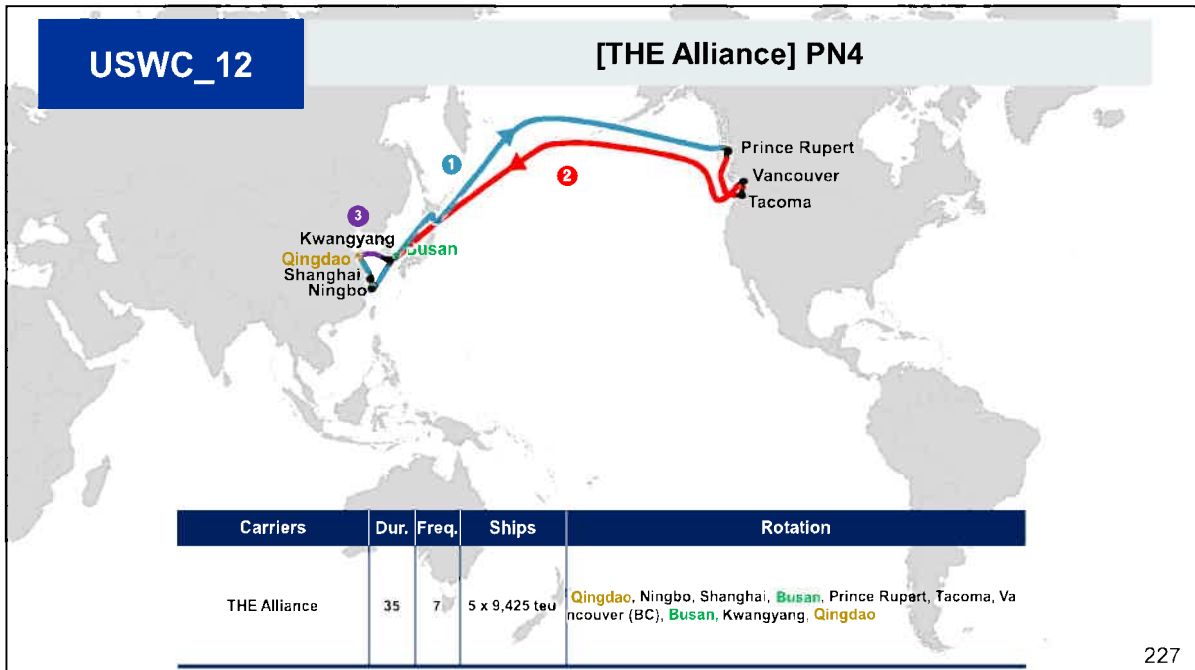 USWC_12
[THE Alliance] PN4
1
2
3
Prince Rupert
Vancouver
Tacoma
Kwangyang
Busan
Qingdao
Shanghai
Ningbo
Carriers Dur. Freq. Ships Rotation
THE Alliance 35 7 5 x 9,425 teu Qingdao, Ningbo, Shanghai, Busan, Prince Rupert, Tacoma, Va
ncouver (BC), Busan, Kwangyang, Qingdao
227